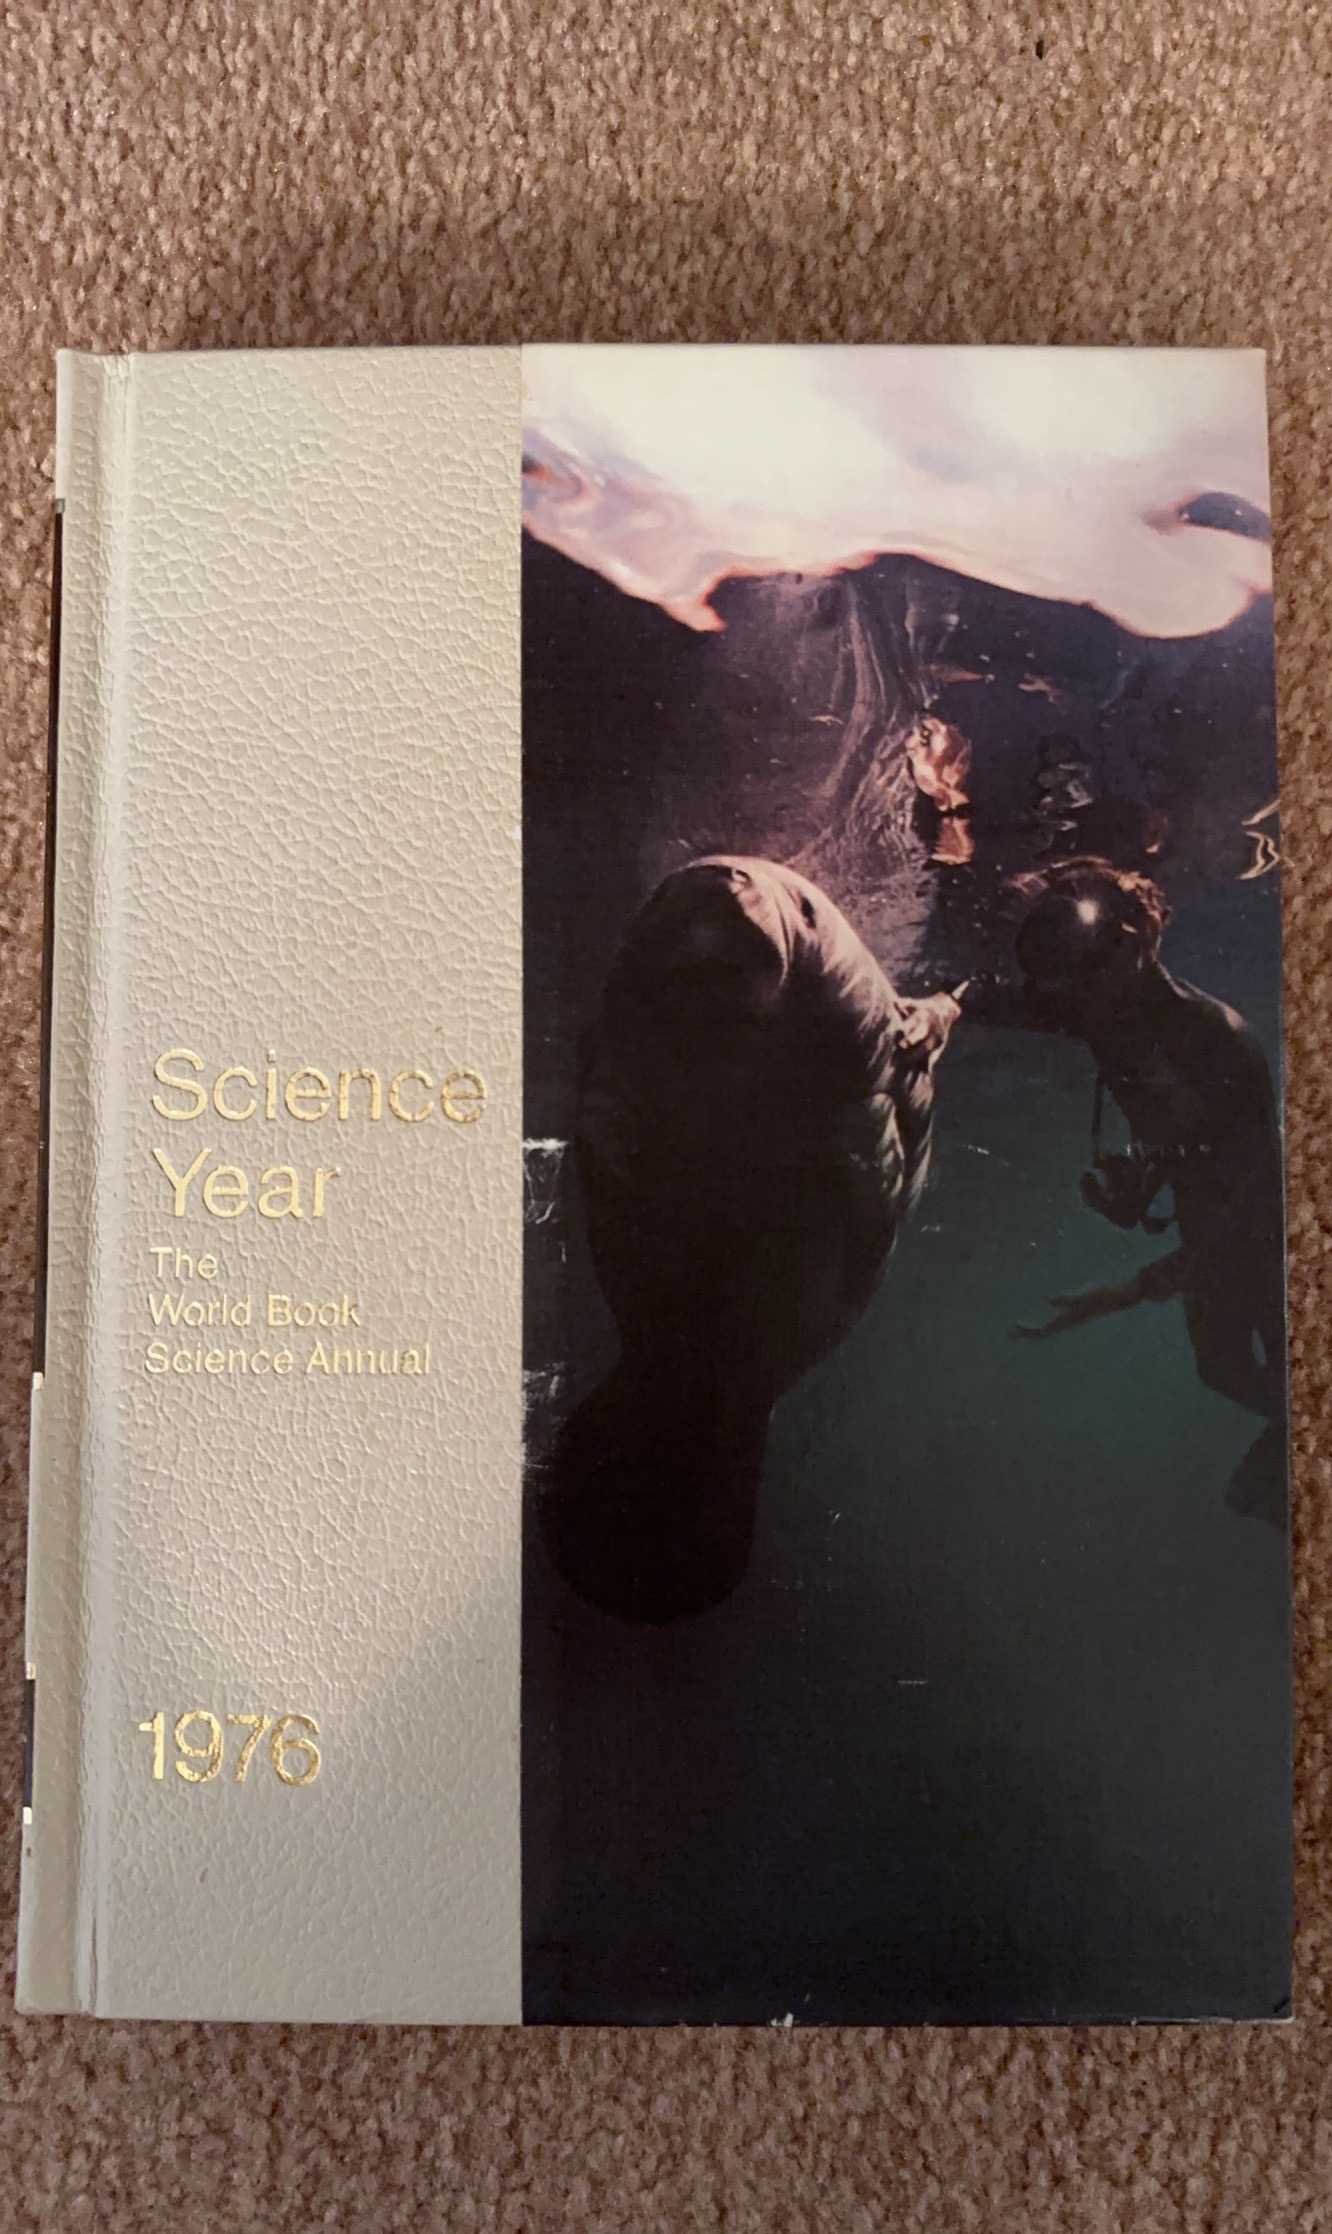 Science
Year
The
World Book
Science Annual
1976